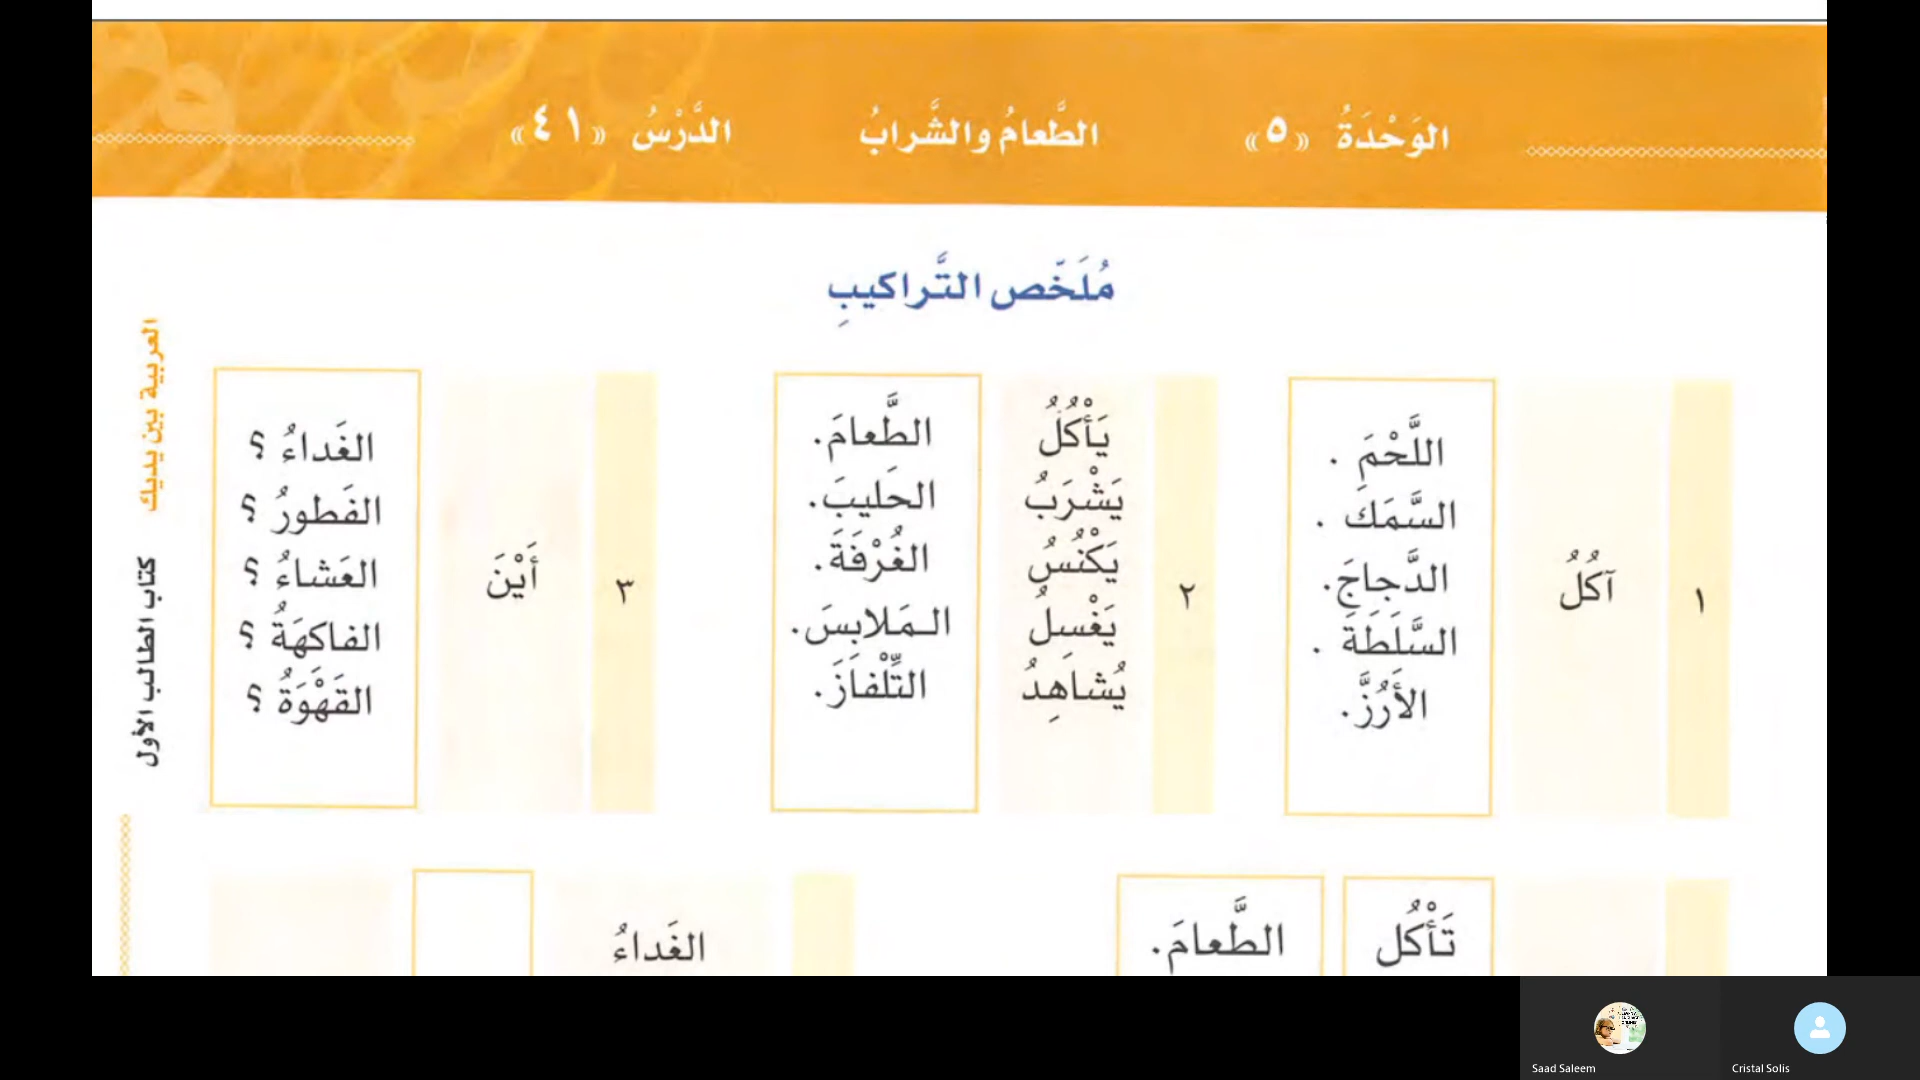 الوَحْدَةُ «٥» الطَّعامُ والشَّرابُ الدَّرْسُ «٤١»
مُلَخّص التَّراكيبِ
١
آكُلُ
اللَّحْمَ .
السَّمَكَ .
الدَّجاجَ.
السَّلَطَةَ .
الأَرُزَّ.
٢
يَأْكُلُ الطَّعامَ.
يَشْرَبُ الحَليبَ.
يَكْنُسُ الغُرْفَةَ.
يَغْسِلُ الـمَلابِسَ.
يُشاهِدُ التِّلْفازَ.
٣
أَيْنَ
الغَداءُ ؟
الفَطورُ ؟
العَشاءُ ؟
الفاكهَةُ ؟
القَهْوَةُ ؟
تَأْكُل الطَّعامَ.
الغَداءُ
العربية بين يديك
كتاب الطالب الأول
Saad Saleem
Cristal Solis